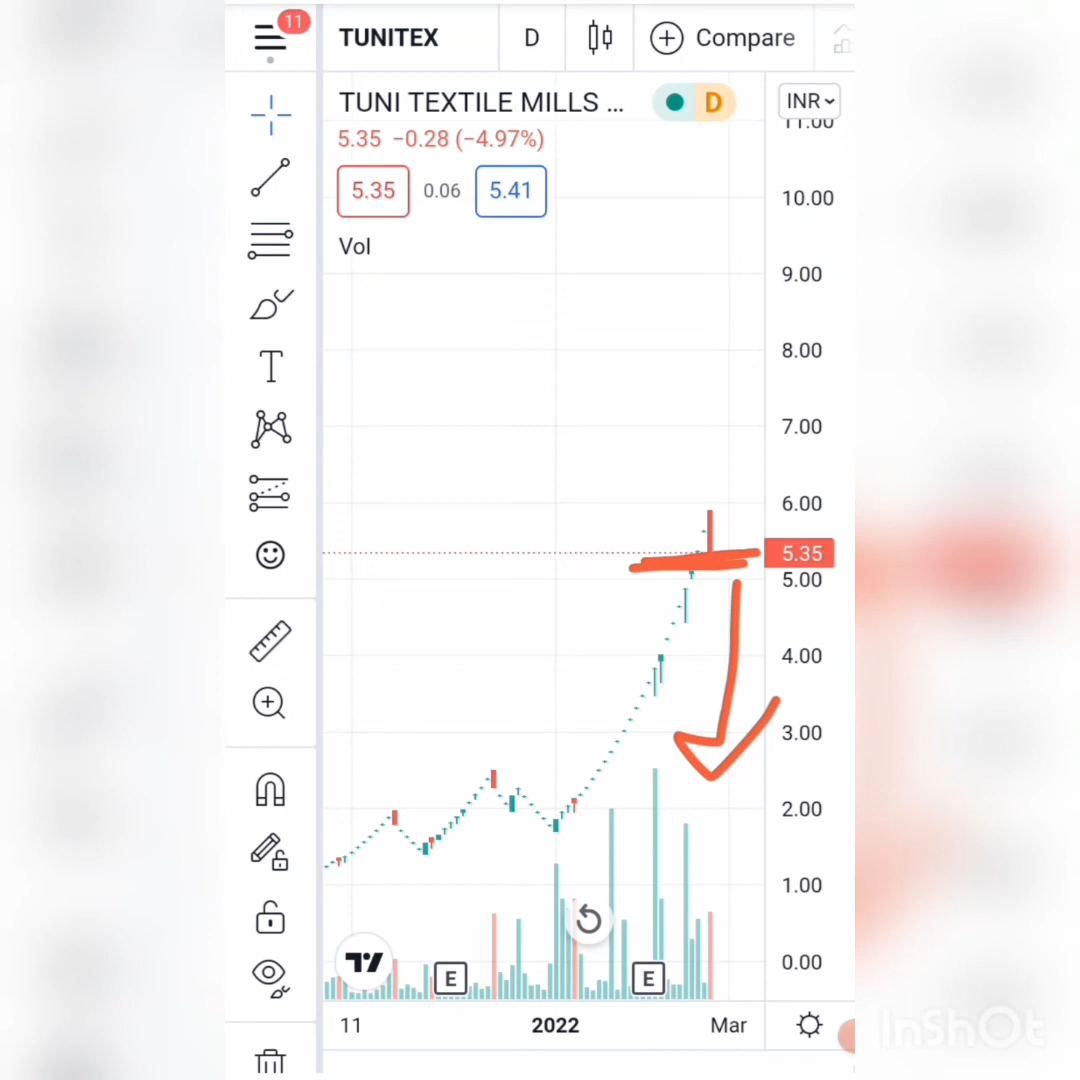 11
TUNITEX D Compare
TUNI TEXTILE MILLS ... D INR
5.35 −0.28 (−4.97%)
5.35 0.06 5.41
Vol
11.00
10.00
9.00
8.00
7.00
6.00
5.35
5.00
4.00
3.00
2.00
1.00
0.00
T
E E
11 2022 Mar
InShOt